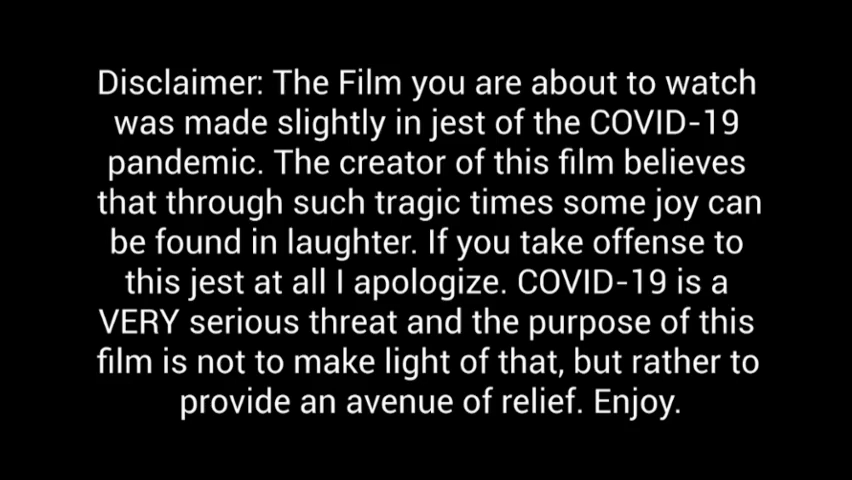 Disclaimer: The Film you are about to watch
was made slightly in jest of the COVID-19
pandemic. The creator of this film believes
that through such tragic times some joy can
be found in laughter. If you take offense to
this jest at all I apologize. COVID-19 is a
VERY serious threat and the purpose of this
film is not to make light of that, but rather to
provide an avenue of relief. Enjoy.